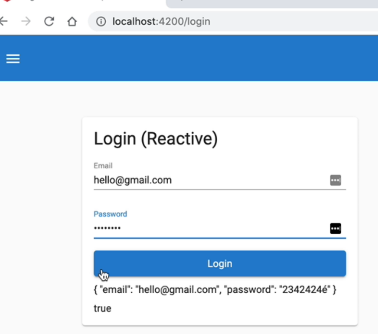 localhost:4200/login
Login (Reactive)
Email
hello@gmail.com
Password
••••••••
Login
{ "email": "hello@gmail.com", "password": "2342424é" }
true